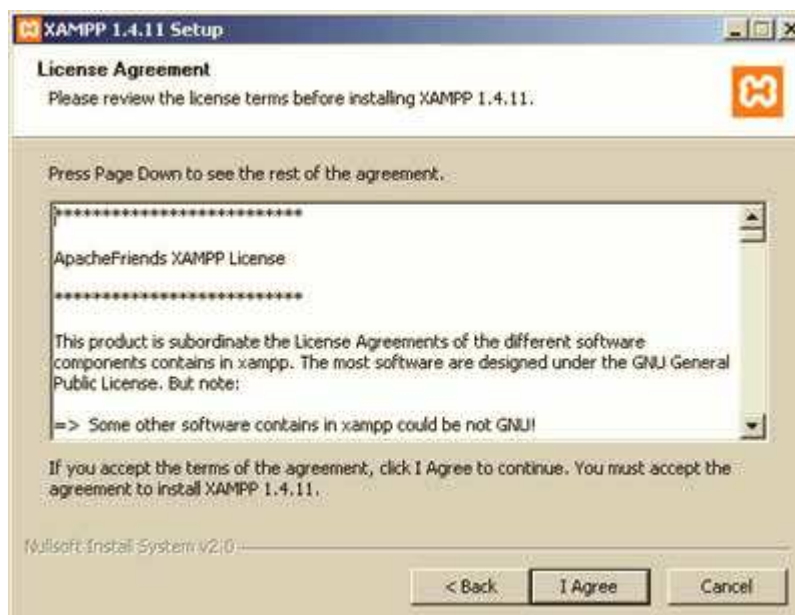 XAMPP 1.4.11 Setup
License Agreement
Please review the license terms before installing XAMPP 1.4.11.
Press Page Down to see the rest of the agreement.
***************************
ApacheFriends XAMPP License
***************************
This product is subordinate the License Agreements of the different software
components contains in xampp. The most software are designed under the GNU General
Public License. But note:
=> Some other software contains in xampp could be not GNU!
If you accept the terms of the agreement, click I Agree to continue. You must accept the
agreement to install XAMPP 1.4.11.
Nullsoft Install System v2.0
< Back
I Agree
Cancel